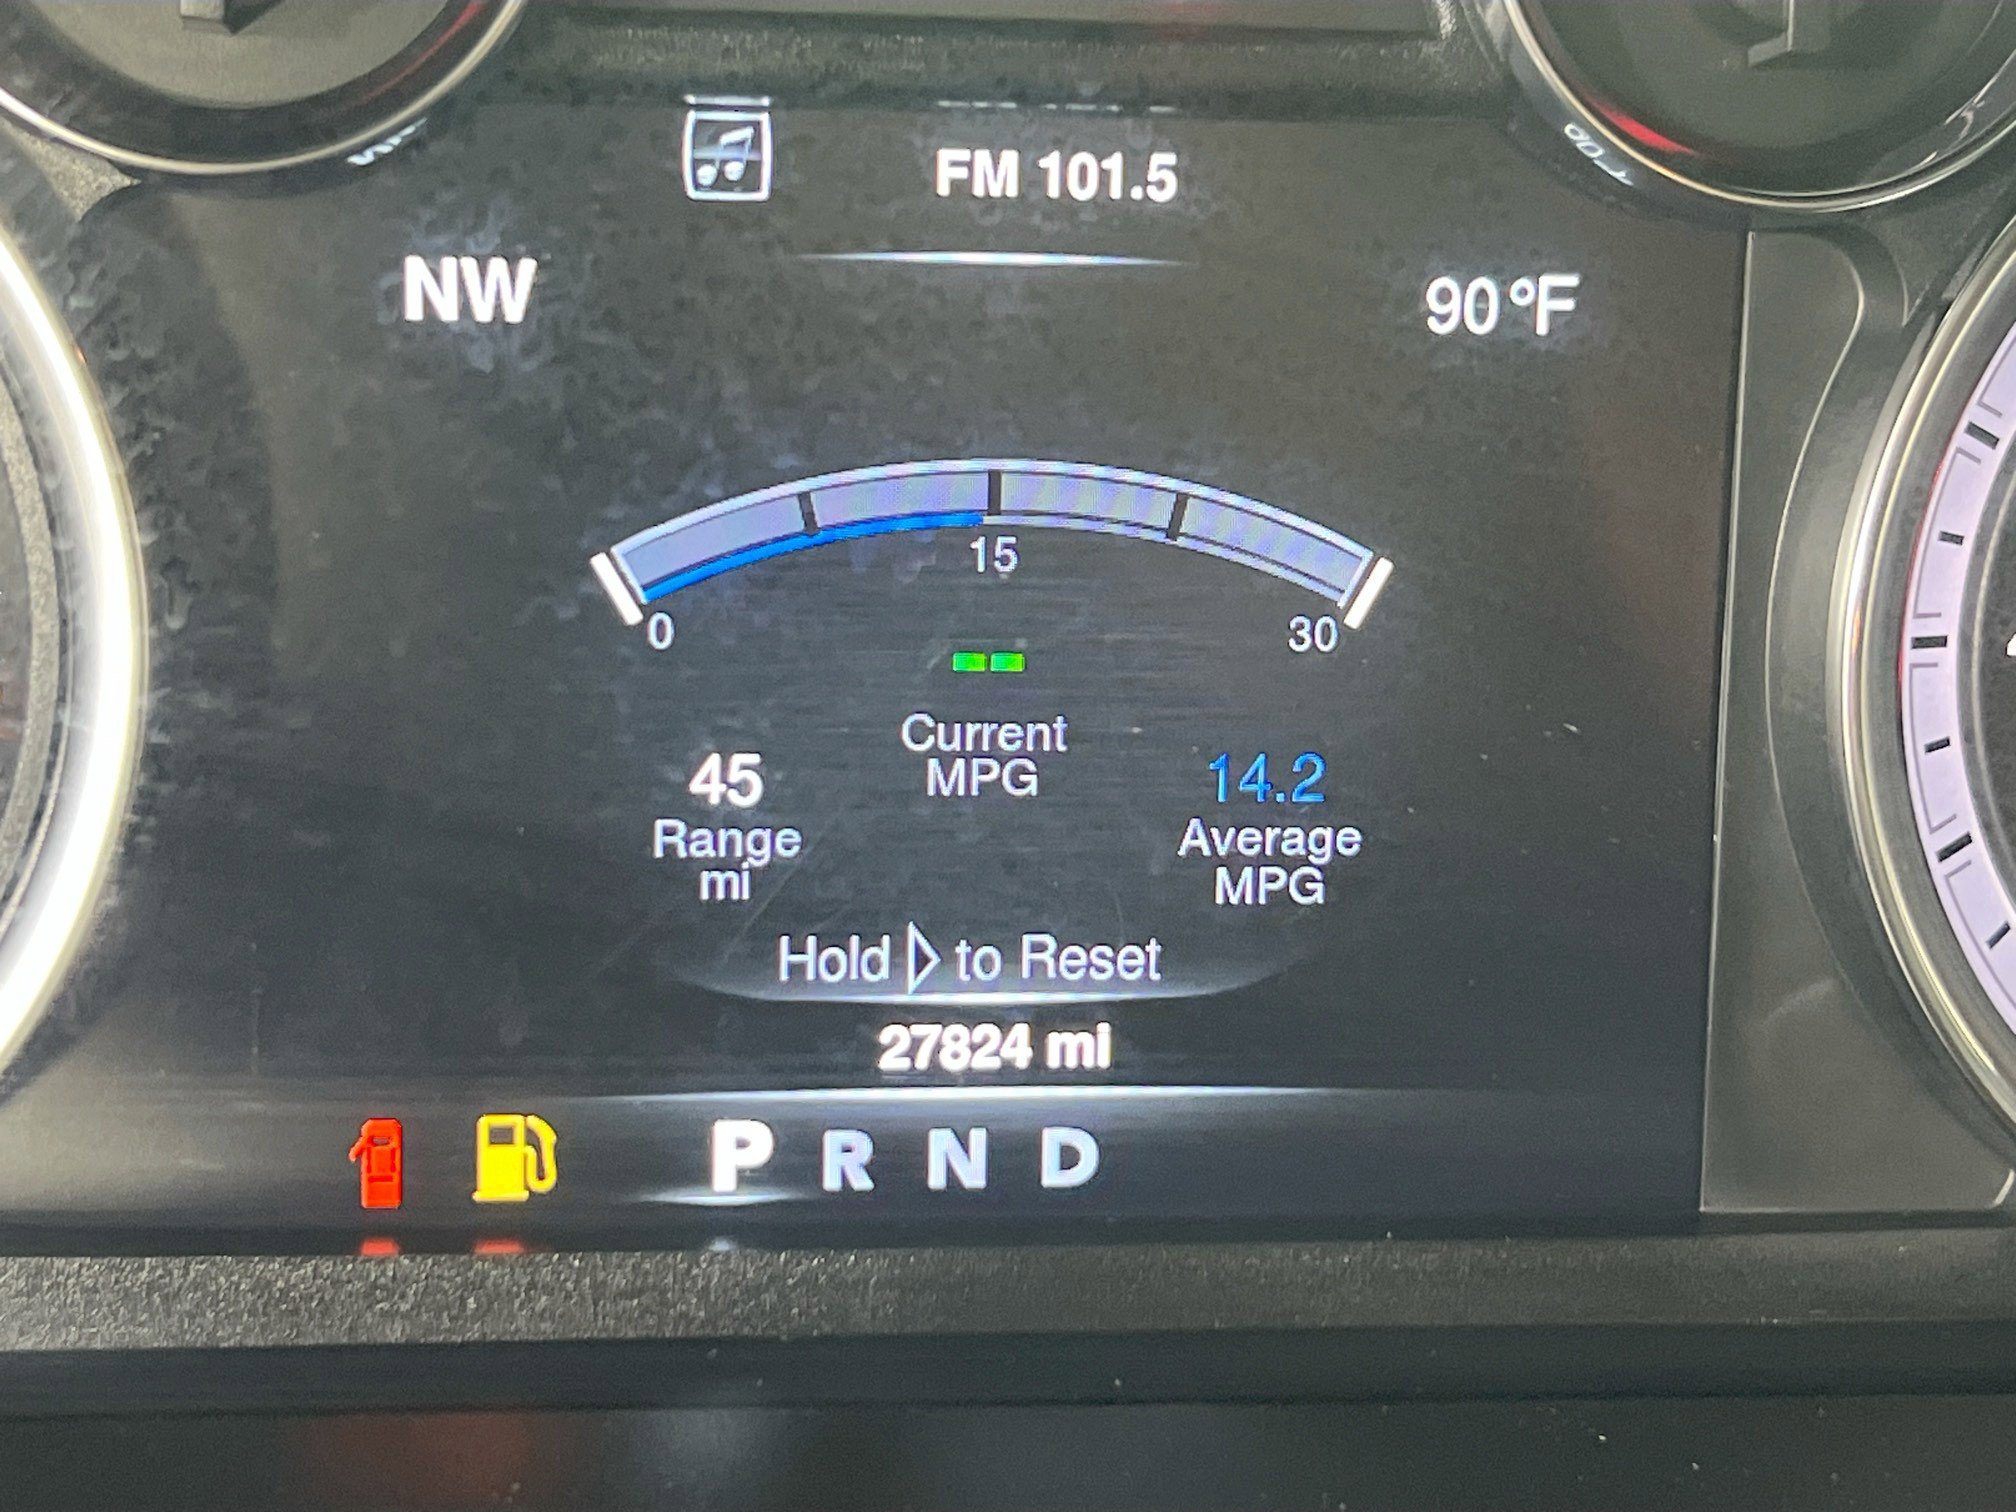 FM 101.5
NW
90°F
15
0
30
--
Current
MPG
45
Range
mi
14.2
Average
MPG
Hold ▷ to Reset
27824 mi
P R N D